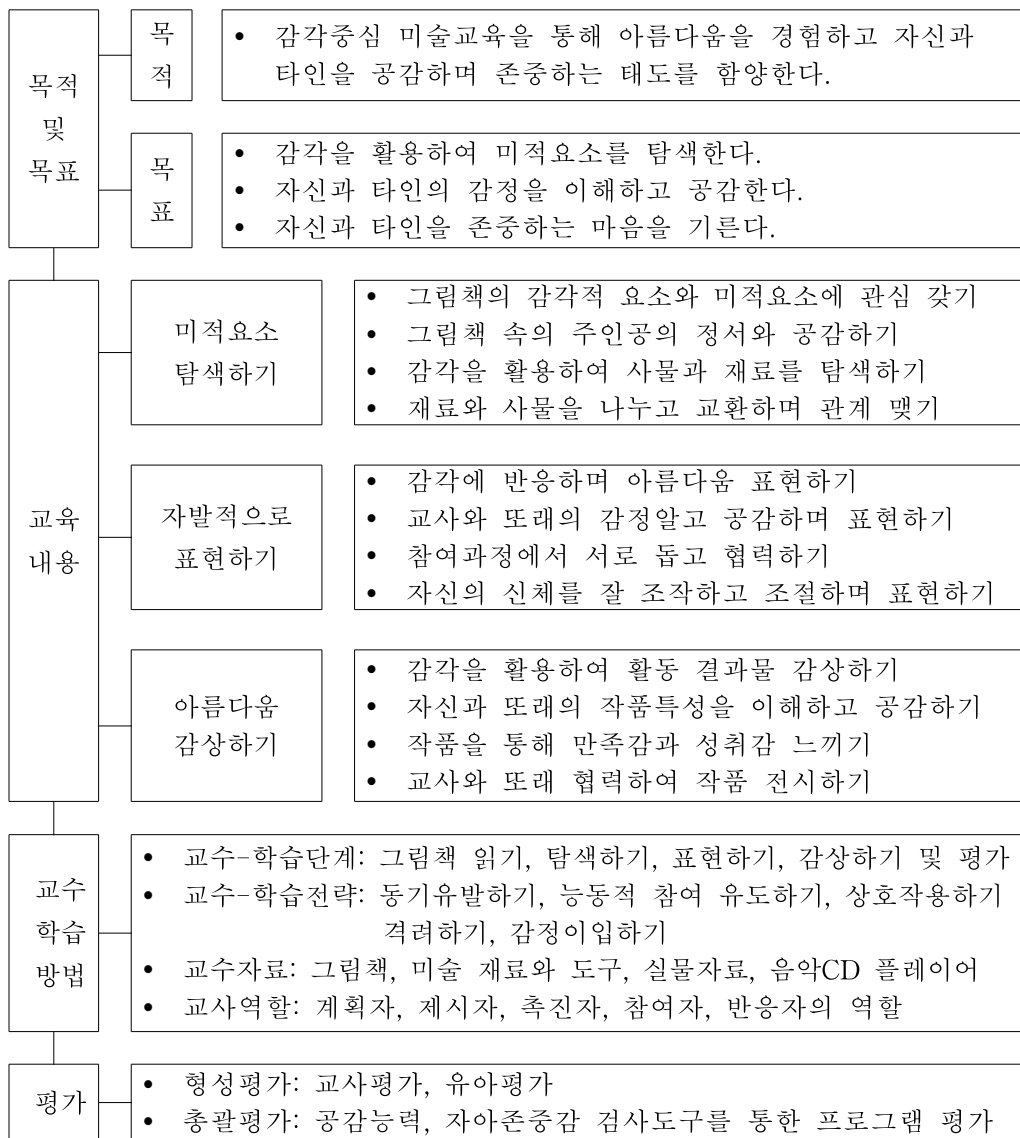 목적
및
목표
목
적
• 감각중심 미술교육을 통해 아름다움을 경험하고 자신과
타인을 공감하며 존중하는 태도를 함양한다.
목
표
• 감각을 활용하여 미적요소를 탐색한다.
• 자신과 타인의 감정을 이해하고 공감한다.
• 자신과 타인을 존중하는 마음을 기른다.
교육
내용
미적요소
탐색하기
• 그림책의 감각적 요소와 미적요소에 관심 갖기
• 그림책 속의 주인공의 정서와 공감하기
• 감각을 활용하여 사물과 재료를 탐색하기
• 재료와 사물을 나누고 교환하며 관계 맺기
자발적으로
표현하기
• 감각에 반응하며 아름다움 표현하기
• 교사와 또래의 감정알고 공감하며 표현하기
• 참여과정에서 서로 돕고 협력하기
• 자신의 신체를 잘 조작하고 조절하며 표현하기
아름다움
감상하기
• 감각을 활용하여 활동 결과물 감상하기
• 자신과 또래의 작품특성을 이해하고 공감하기
• 작품을 통해 만족감과 성취감 느끼기
• 교사와 또래 협력하여 작품 전시하기
교수
학습
방법
• 교수-학습단계: 그림책 읽기, 탐색하기, 표현하기, 감상하기 및 평가
• 교수-학습전략: 동기유발하기, 능동적 참여 유도하기, 상호작용하기
격려하기, 감정이입하기
• 교수자료: 그림책, 미술 재료와 도구, 실물자료, 음악CD 플레이어
• 교사역할: 계획자, 제시자, 촉진자, 참여자, 반응자의 역할
평가
• 형성평가: 교사평가, 유아평가
• 총괄평가: 공감능력, 자아존중감 검사도구를 통한 프로그램 평가